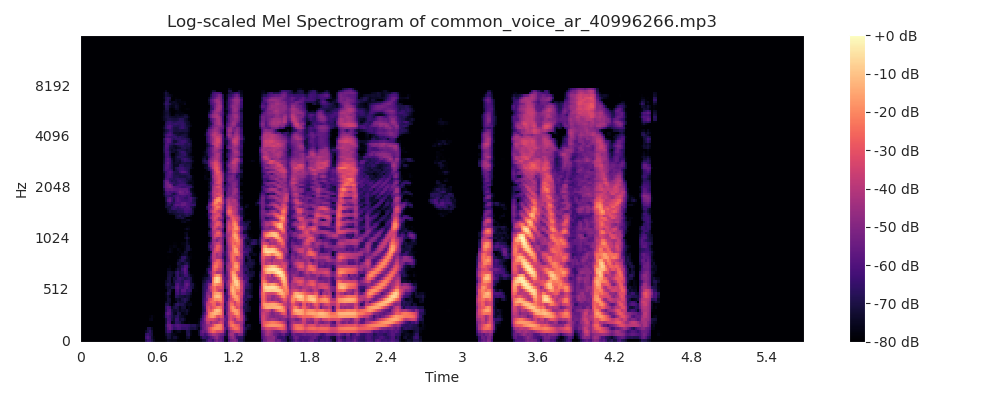 Log-scaled Mel Spectrogram of common_voice_ar_40996266.mp3
Hz
8192
4096
2048
1024
512
0
0 0.6 1.2 1.8 2.4 3 3.6 4.2 4.8 5.4
Time
+0 dB
-10 dB
-20 dB
-30 dB
-40 dB
-50 dB
-60 dB
-70 dB
-80 dB